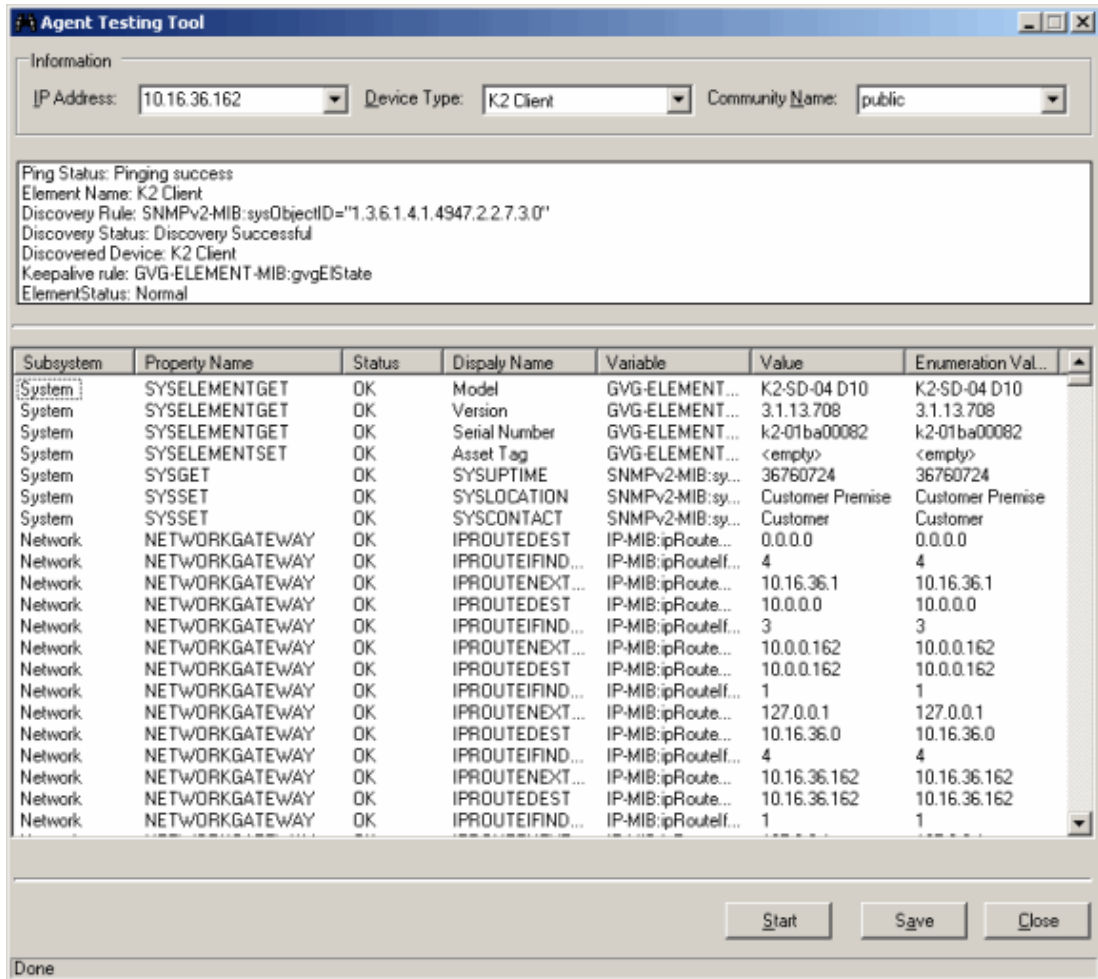 Agent Testing Tool
Information
IP Address: 10.16.36.162 Device Type: K2 Client Community Name: public
Ping Status: Pinging success
Element Name: K2 Client
Discovery Rule: SNMPv2-MIB:sysObjectID="1.3.6.1.4.1.4947.2.2.7.3.0"
Discovery Status: Discovery Successful
Discovered Device: K2 Client
Keepalive rule: GVG-ELEMENT-MIB:gvgElState
ElementStatus: Normal
Subsystem Property Name Status Dispaly Name Variable Value Enumeration Val...
System SYSELEMENTGET OK Model GVG-ELEMENT... K2-SD-04 D10 K2-SD-04 D10
System SYSELEMENTGET OK Version GVG-ELEMENT... 3.1.13.708 3.1.13.708
System SYSELEMENTGET OK Serial Number GVG-ELEMENT... k2-01ba00082 k2-01ba00082
System SYSELEMENTSET OK Asset Tag GVG-ELEMENT... <empty> <empty>
System SYSGET OK SYSUPTIME SNMPv2-MIB:sy... 36760724 36760724
System SYSSET OK SYSLOCATION SNMPv2-MIB:sy... Customer Premise Customer Premise
System SYSSET OK SYSCONTACT SNMPv2-MIB:sy... Customer Customer
Network NETWORKGATEWAY OK IPROUTEDEST IP-MIB:ipRoute... 0.0.0.0 0.0.0.0
Network NETWORKGATEWAY OK IPROUTEIFIND... IP-MIB:ipRouteIf... 4 4
Network NETWORKGATEWAY OK IPROUTENEXT... IP-MIB:ipRoute... 10.16.36.1 10.16.36.1
Network NETWORKGATEWAY OK IPROUTEDEST IP-MIB:ipRoute... 10.0.0.0 10.0.0.0
Network NETWORKGATEWAY OK IPROUTEIFIND... IP-MIB:ipRouteIf... 3 3
Network NETWORKGATEWAY OK IPROUTENEXT... IP-MIB:ipRoute... 10.0.0.162 10.0.0.162
Network NETWORKGATEWAY OK IPROUTEDEST IP-MIB:ipRoute... 10.0.0.162 10.0.0.162
Network NETWORKGATEWAY OK IPROUTEIFIND... IP-MIB:ipRouteIf... 1 1
Network NETWORKGATEWAY OK IPROUTENEXT... IP-MIB:ipRoute... 127.0.0.1 127.0.0.1
Network NETWORKGATEWAY OK IPROUTEDEST IP-MIB:ipRoute... 10.16.36.0 10.16.36.0
Network NETWORKGATEWAY OK IPROUTEIFIND... IP-MIB:ipRouteIf... 4 4
Network NETWORKGATEWAY OK IPROUTENEXT... IP-MIB:ipRoute... 10.16.36.162 10.16.36.162
Network NETWORKGATEWAY OK IPROUTEDEST IP-MIB:ipRoute... 10.16.36.162 10.16.36.162
Network NETWORKGATEWAY OK IPROUTEIFIND... IP-MIB:ipRouteIf... 1 1
Start Save Close
Done